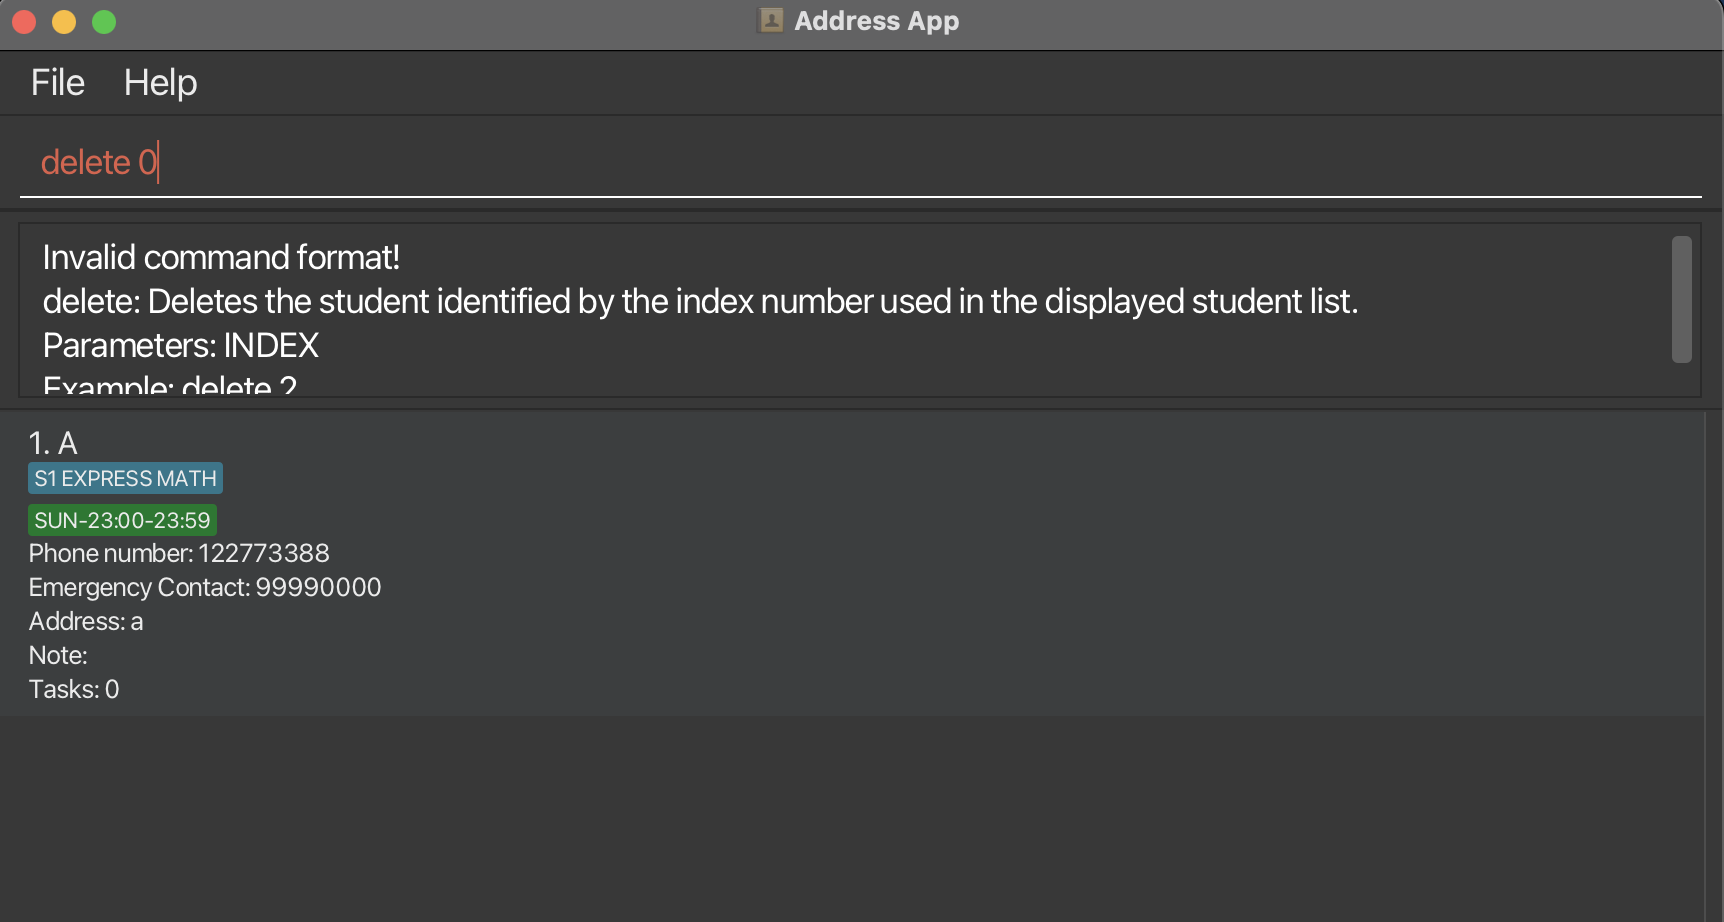 Address App
File Help
delete 0
Invalid command format!
delete: Deletes the student identified by the index number used in the displayed student list.
Parameters: INDEX
Example: delete 2
1. A
S1 EXPRESS MATH
SUN-23:00-23:59
Phone number: 122773388
Emergency Contact: 99990000
Address: a
Note:
Tasks: 0